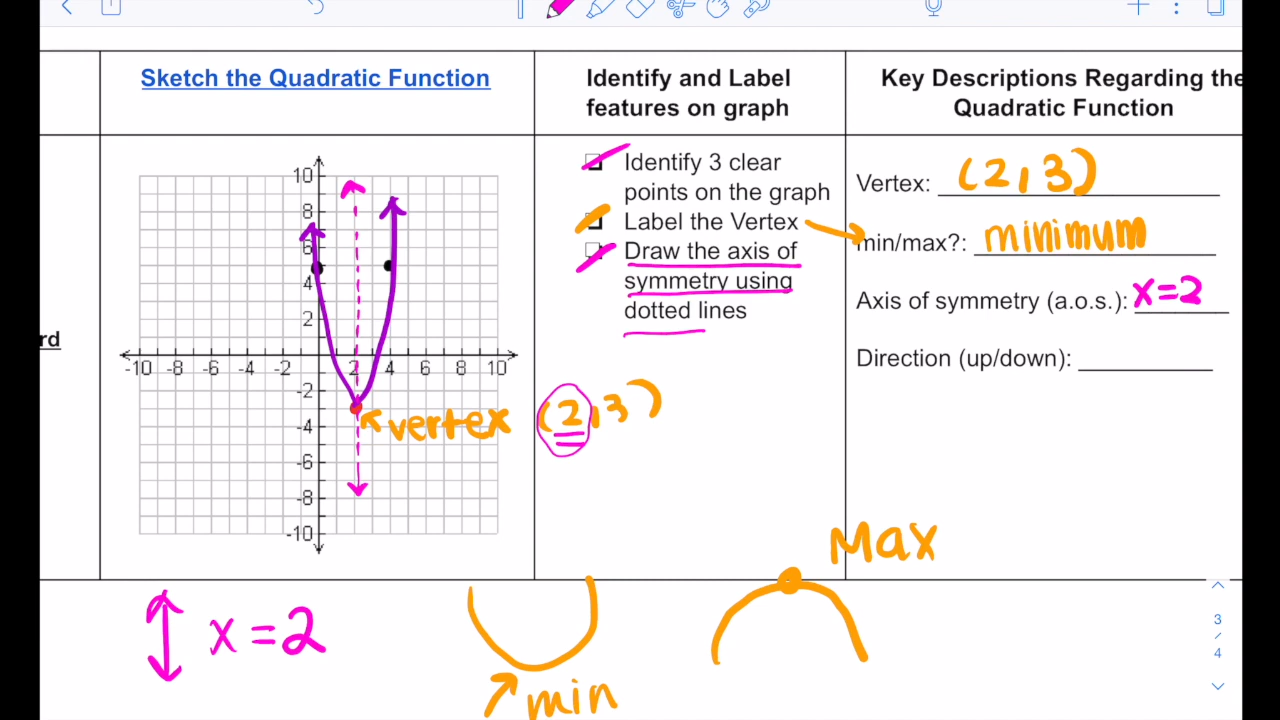 Sketch the Quadratic Function
Identify and Label
features on graph
Key Descriptions Regarding the
Quadratic Function
rd
10
8
6
4
2
-10 -8 -6 -4 -2 2 4 6 8 10
-2
-4
-6
-8
-10
vertex (2,3)
Identify 3 clear
points on the graph
Label the Vertex
Draw the axis of
symmetry using
dotted lines
Vertex: (2,3)
min/max?: minimum
Axis of symmetry (a.o.s.): x=2
Direction (up/down):
Max
x=2
min
3
/
4